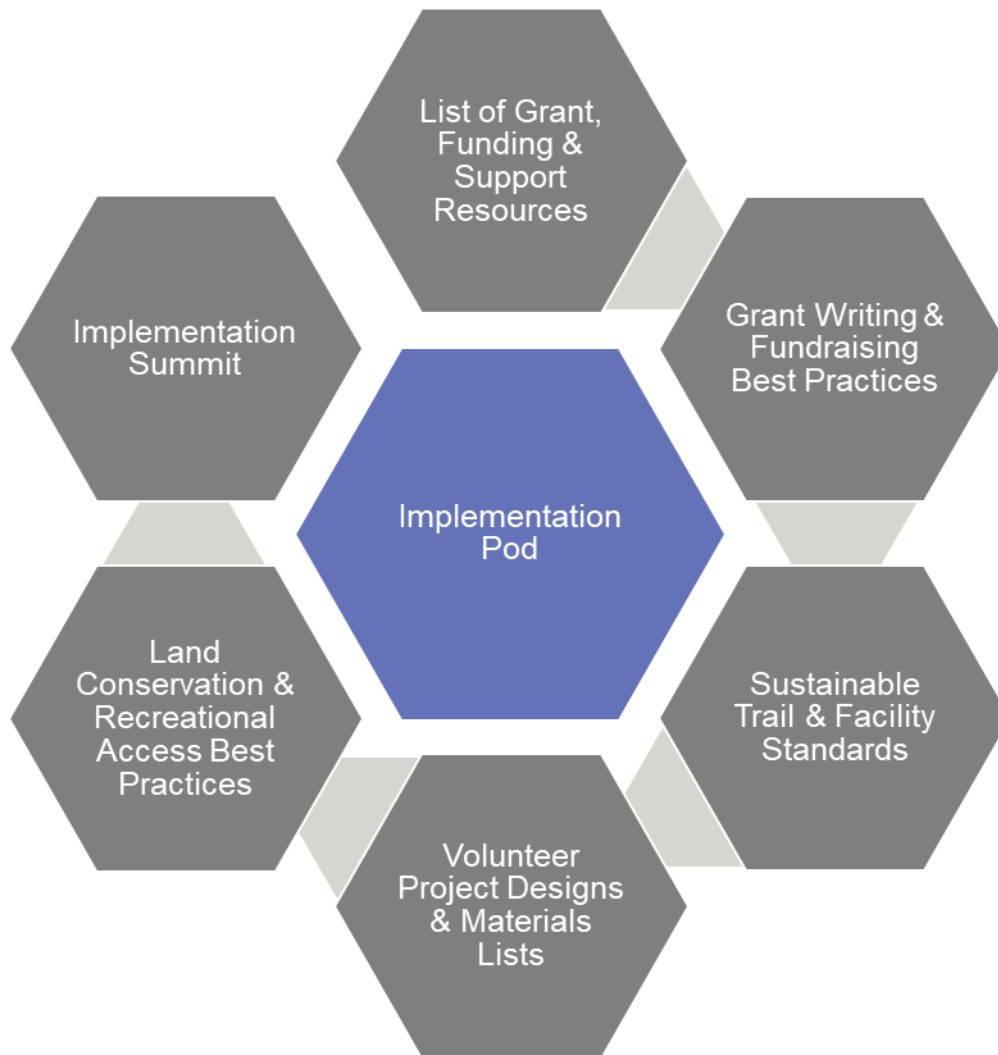 List of Grant,
Funding &
Support
Resources
Grant Writing &
Fundraising
Best Practices
Sustainable
Trail & Facility
Standards
Volunteer
Project Designs
& Materials
Lists
Land
Conservation &
Recreational
Access Best
Practices
Implementation
Summit
Implementation
Pod